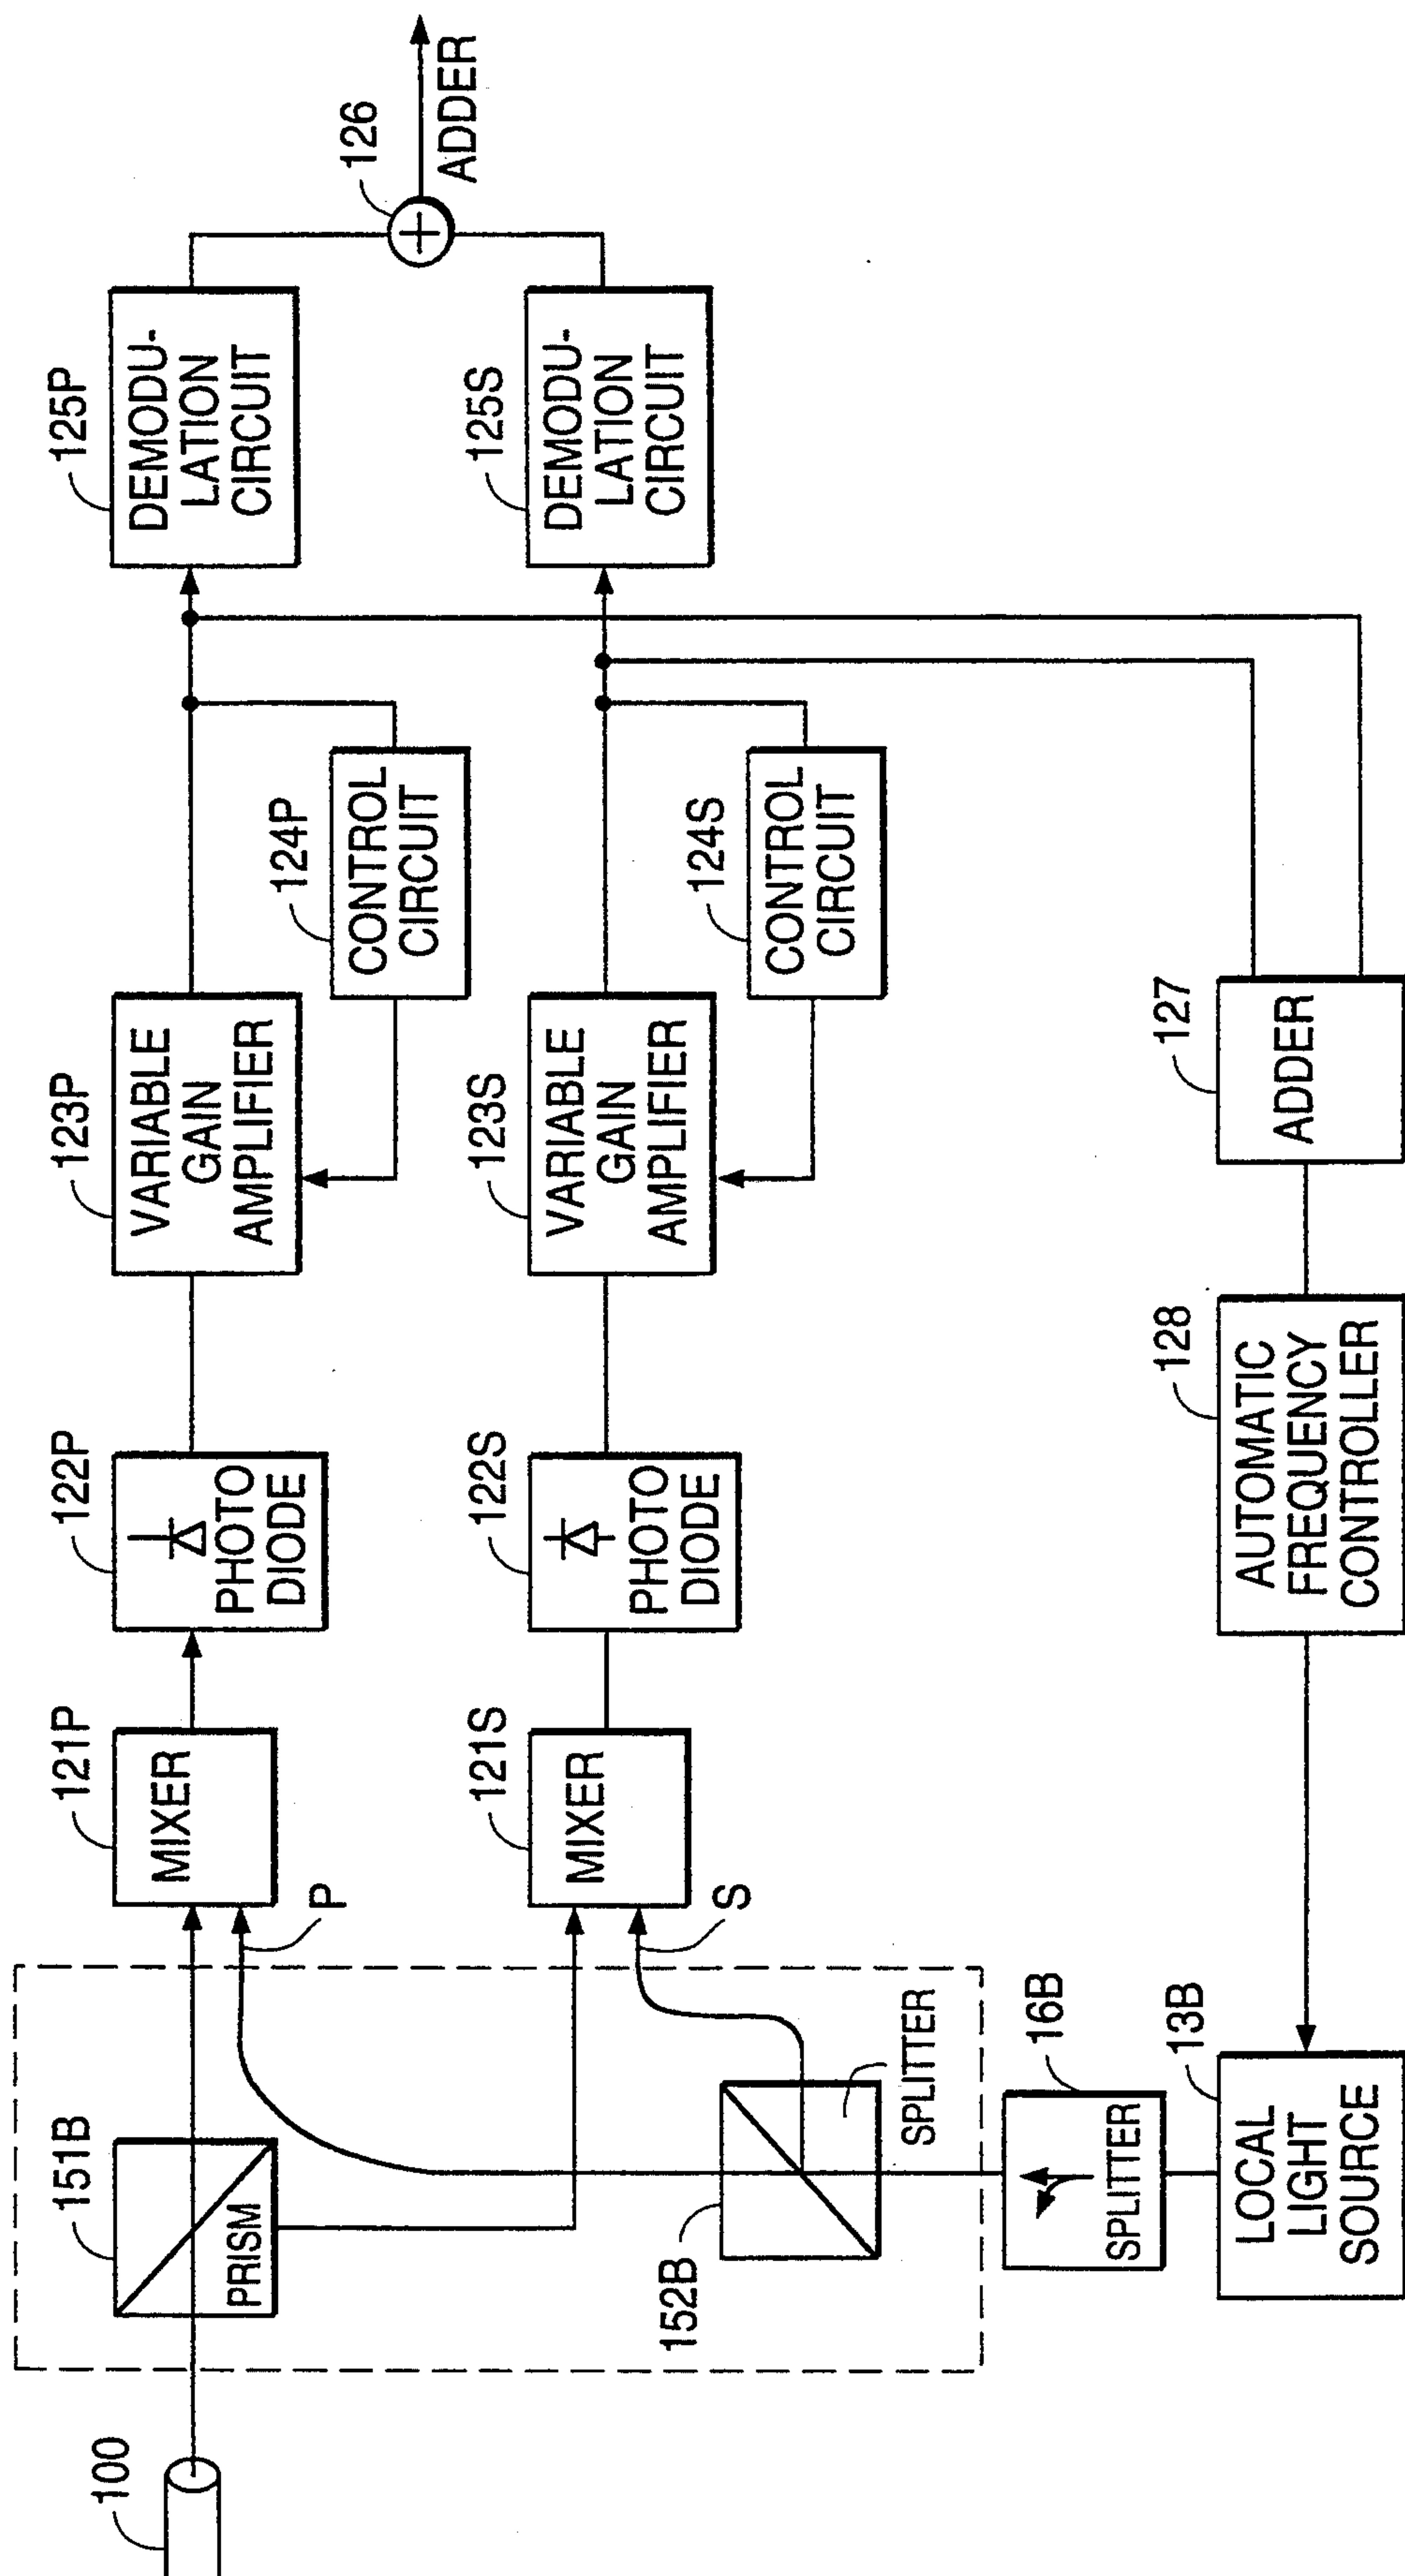 100
151B
PRISM
152B
SPLITTER
P
S
121P
MIXER
121S
MIXER
122P
PHOTO
DIODE
122S
PHOTO
DIODE
123P
VARIABLE
GAIN
AMPLIFIER
123S
VARIABLE
GAIN
AMPLIFIER
124P
CONTROL
CIRCUIT
124S
CONTROL
CIRCUIT
125P
DEMODU-
LATION
CIRCUIT
125S
DEMODU-
LATION
CIRCUIT
126
ADDER
16B
SPLITTER
13B
LOCAL
LIGHT
SOURCE
128
AUTOMATIC
FREQUENCY
CONTROLLER
127
ADDER